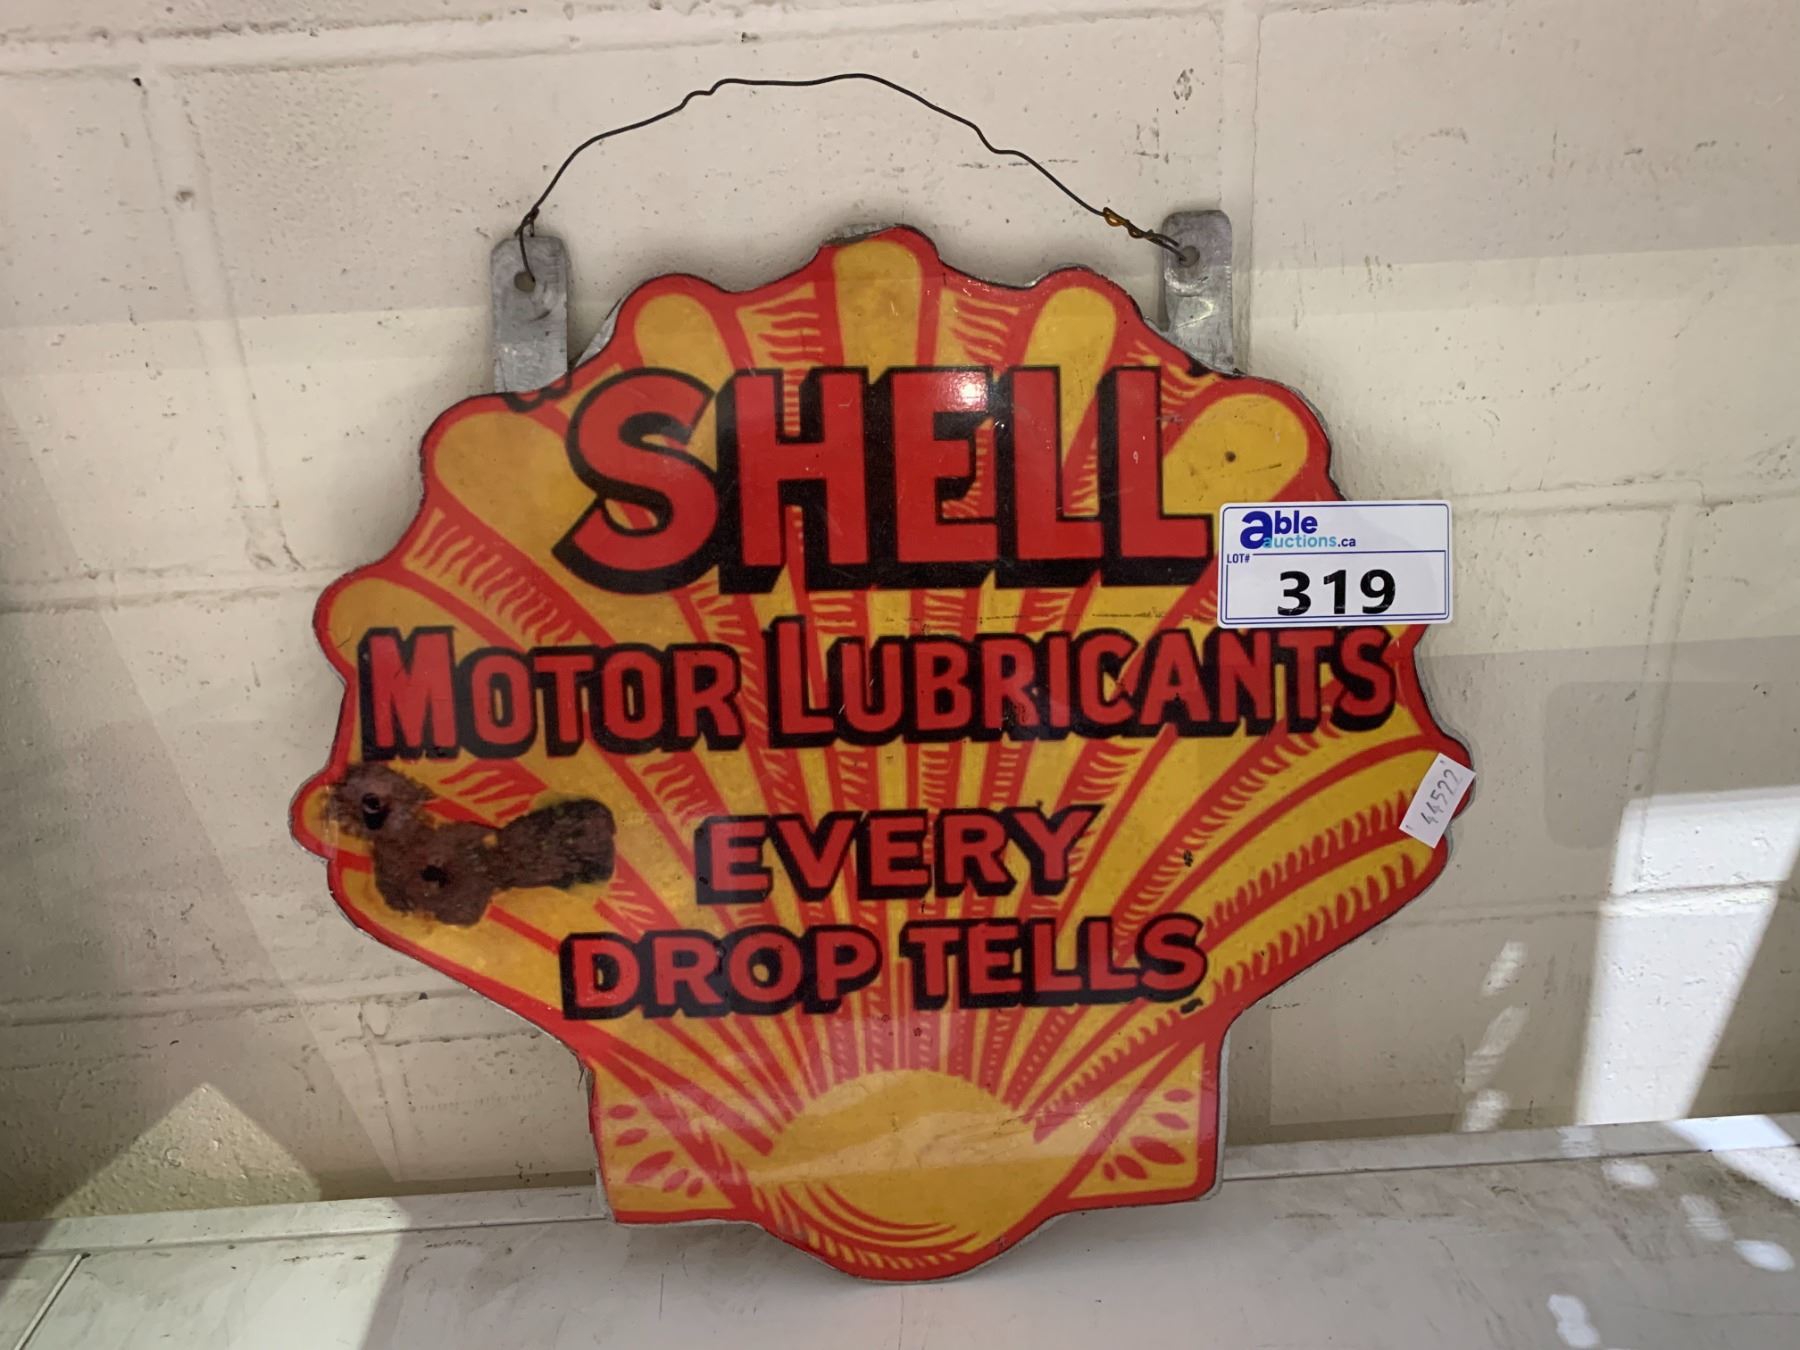 SHELL
MOTOR LUBRICANTS
EVERY
DROP TELLS
able
auctions.ca
LOT#
319
44522